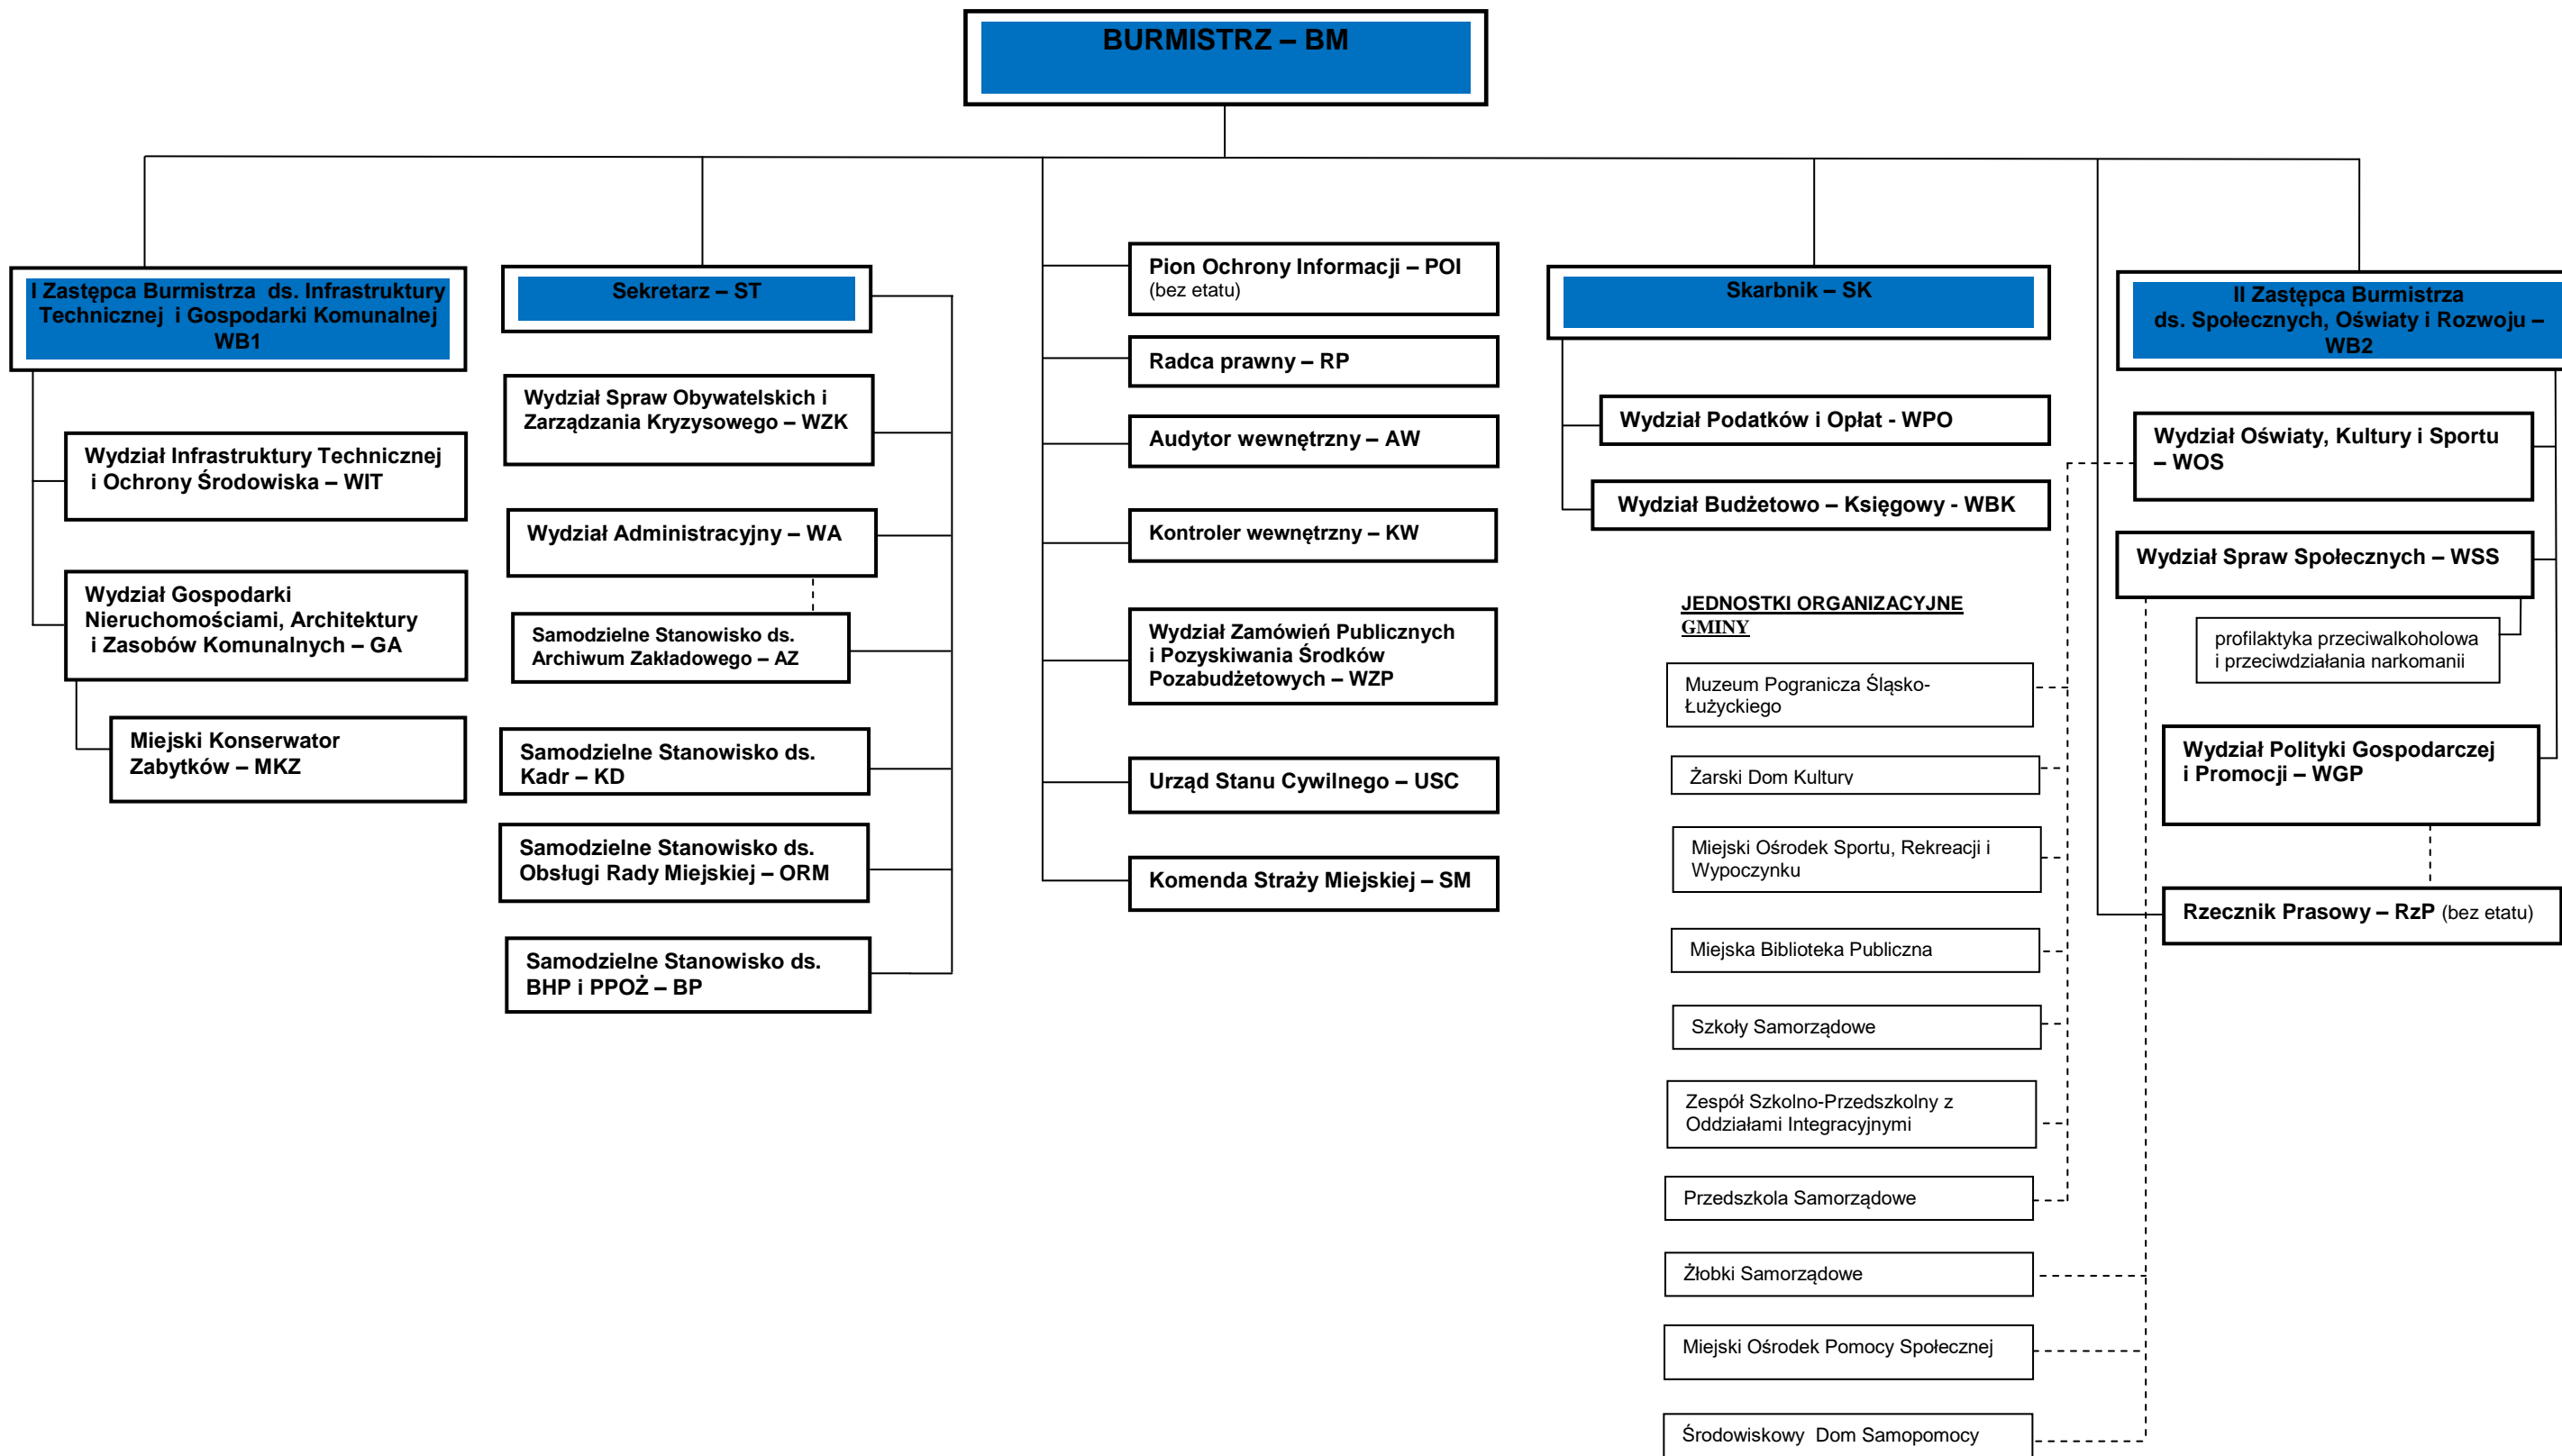 BURMISTRZ – BM
I Zastępca Burmistrza ds. Infrastruktury
Technicznej i Gospodarki Komunalnej
WB1
Wydział Infrastruktury Technicznej
i Ochrony Środowiska – WIT
Wydział Gospodarki
Nieruchomościami, Architektury
i Zasobów Komunalnych – GA
Miejski Konserwator
Zabytków – MKZ
Sekretarz – ST
Wydział Spraw Obywatelskich i
Zarządzania Kryzysowego – WZK
Wydział Administracyjny – WA
Samodzielne Stanowisko ds.
Archiwum Zakładowego – AZ
Samodzielne Stanowisko ds.
Kadr – KD
Samodzielne Stanowisko ds.
Obsługi Rady Miejskiej – ORM
Samodzielne Stanowisko ds.
BHP i PPOŻ – BP
Pion Ochrony Informacji – POI
(bez etatu)
Radca prawny – RP
Audytor wewnętrzny – AW
Kontroler wewnętrzny – KW
Wydział Zamówień Publicznych
i Pozyskiwania Środków
Pozabudżetowych – WZP
Urząd Stanu Cywilnego – USC
Komenda Straży Miejskiej – SM
Skarbnik – SK
Wydział Podatków i Opłat - WPO
Wydział Budżetowo – Księgowy - WBK
JEDNOSTKI ORGANIZACYJNE
GMINY
Muzeum Pogranicza Śląsko-
Łużyckiego
Żarski Dom Kultury
Miejski Ośrodek Sportu, Rekreacji i
Wypoczynku
Miejska Biblioteka Publiczna
Szkoły Samorządowe
Zespół Szkolno-Przedszkolny z
Oddziałami Integracyjnymi
Przedszkola Samorządowe
Żłobki Samorządowe
Miejski Ośrodek Pomocy Społecznej
Środowiskowy Dom Samopomocy
II Zastępca Burmistrza
ds. Społecznych, Oświaty i Rozwoju –
WB2
Wydział Oświaty, Kultury i Sportu
– WOS
Wydział Spraw Społecznych – WSS
profilaktyka przeciwalkoholowa
i przeciwdziałania narkomanii
Wydział Polityki Gospodarczej
i Promocji – WGP
Rzecznik Prasowy – RzP (bez etatu)